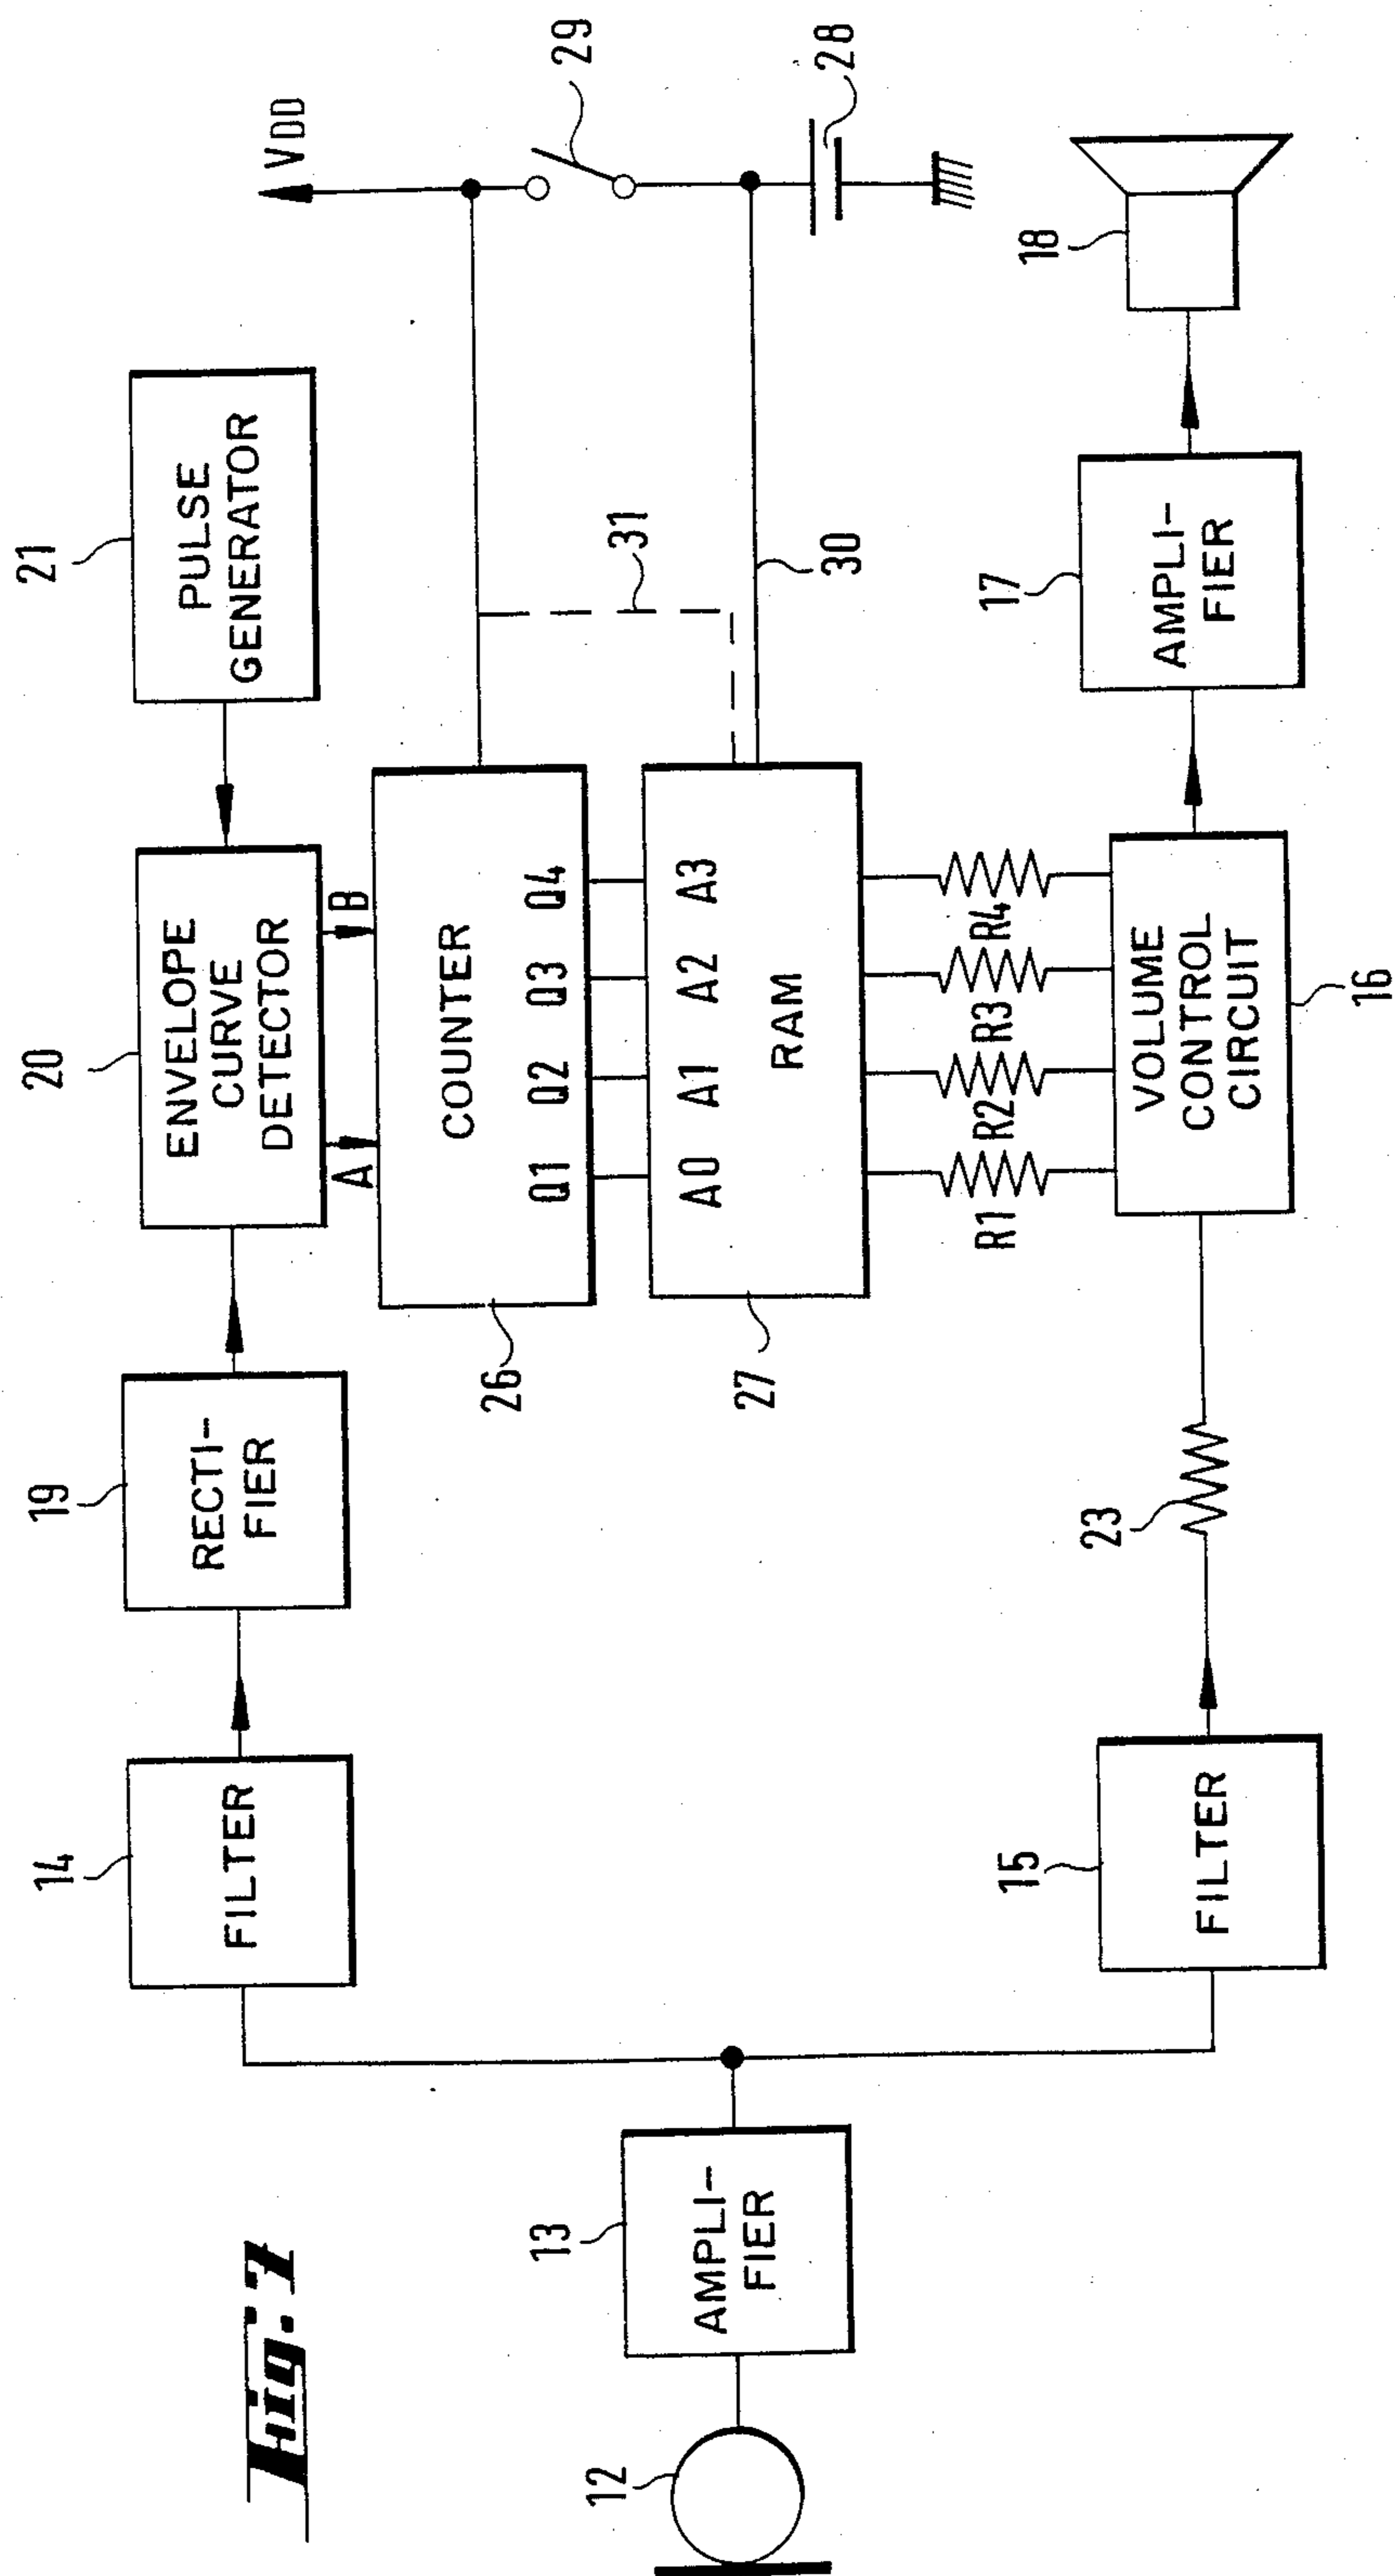 Fig. 7
12
13
AMPLI-
FIER
14
FILTER
19
RECTI-
FIER
20
ENVELOPE
CURVE
DETECTOR
21
PULSE
GENERATOR
A
B
26
COUNTER
Q1 Q2 Q3 Q4
27
A0 A1 A2 A3
RAM
31
30
VDD
29
28
R1 R2 R3 R4
15
FILTER
23
VOLUME
CONTROL
CIRCUIT
16
17
AMPLI-
FIER
18